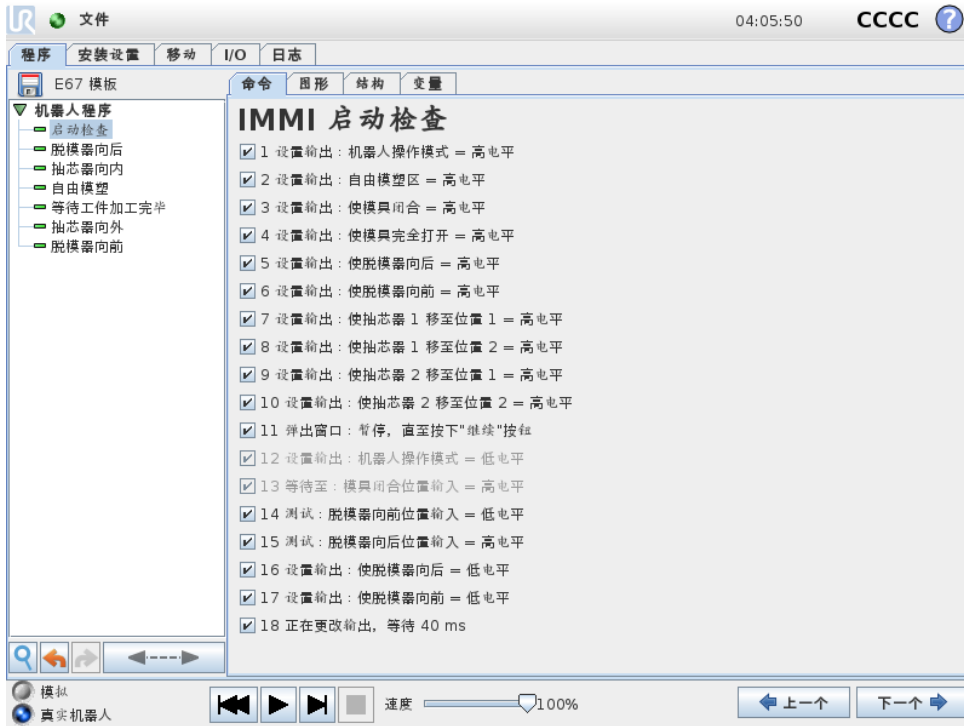 UR 文件 04:05:50 CCCC ?
程序 安装设置 移动 I/O 日志
E67 模板
机器人程序
启动检查
脱模器向后
抽芯器向内
自由模塑
等待工件加工完毕
抽芯器向外
脱模器向前
命令 图形 结构 变量
IMMI 启动检查
1 设置输出：机器人操作模式 = 高电平
2 设置输出：自由模塑区 = 高电平
3 设置输出：使模具闭合 = 高电平
4 设置输出：使模具完全打开 = 高电平
5 设置输出：使脱模器向后 = 高电平
6 设置输出：使脱模器向前 = 高电平
7 设置输出：使抽芯器 1 移至位置 1 = 高电平
8 设置输出：使抽芯器 1 移至位置 2 = 高电平
9 设置输出：使抽芯器 2 移至位置 1 = 高电平
10 设置输出：使抽芯器 2 移至位置 2 = 高电平
11 弹出窗口：暂停，直至按下"继续"按钮
12 设置输出：机器人操作模式 = 低电平
13 等待至：模具闭合位置输入 = 高电平
14 测试：脱模器向前位置输入 = 低电平
15 测试：脱模器向后位置输入 = 高电平
16 设置输出：使脱模器向后 = 低电平
17 设置输出：使脱模器向前 = 低电平
18 正在更改输出，等待 40 ms
模拟
真实机器人
速度 100%
上一个 下一个